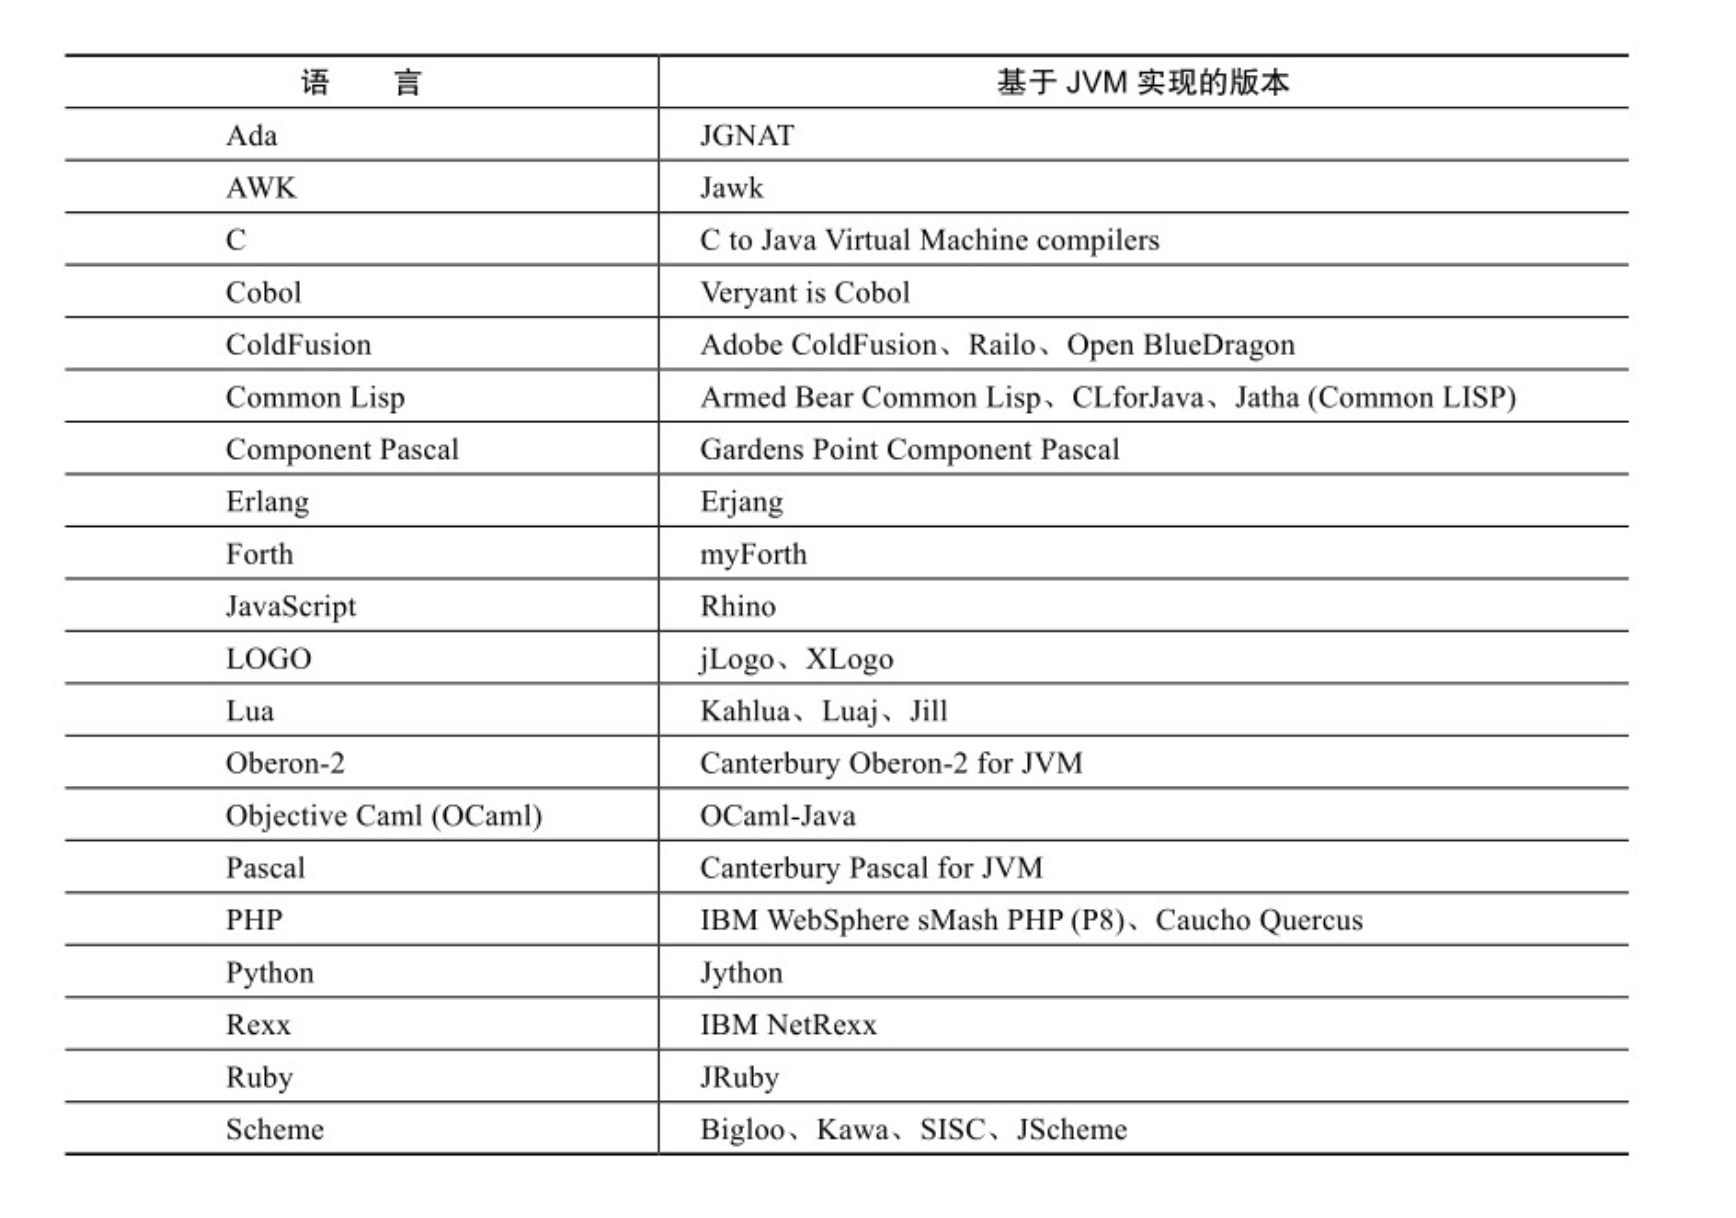 语 言 基于 JVM 实现的版本
Ada JGNAT
AWK Jawk
C C to Java Virtual Machine compilers
Cobol Veryant is Cobol
ColdFusion Adobe ColdFusion、Railo、Open BlueDragon
Common Lisp Armed Bear Common Lisp、CLforJava、Jatha (Common LISP)
Component Pascal Gardens Point Component Pascal
Erlang Erjang
Forth myForth
JavaScript Rhino
LOGO jLogo、XLogo
Lua Kahlua、Luaj、Jill
Oberon-2 Canterbury Oberon-2 for JVM
Objective Caml (OCaml) OCaml-Java
Pascal Canterbury Pascal for JVM
PHP IBM WebSphere sMash PHP (P8)、Caucho Quercus
Python Jython
Rexx IBM NetRexx
Ruby JRuby
Scheme Bigloo、Kawa、SISC、JScheme